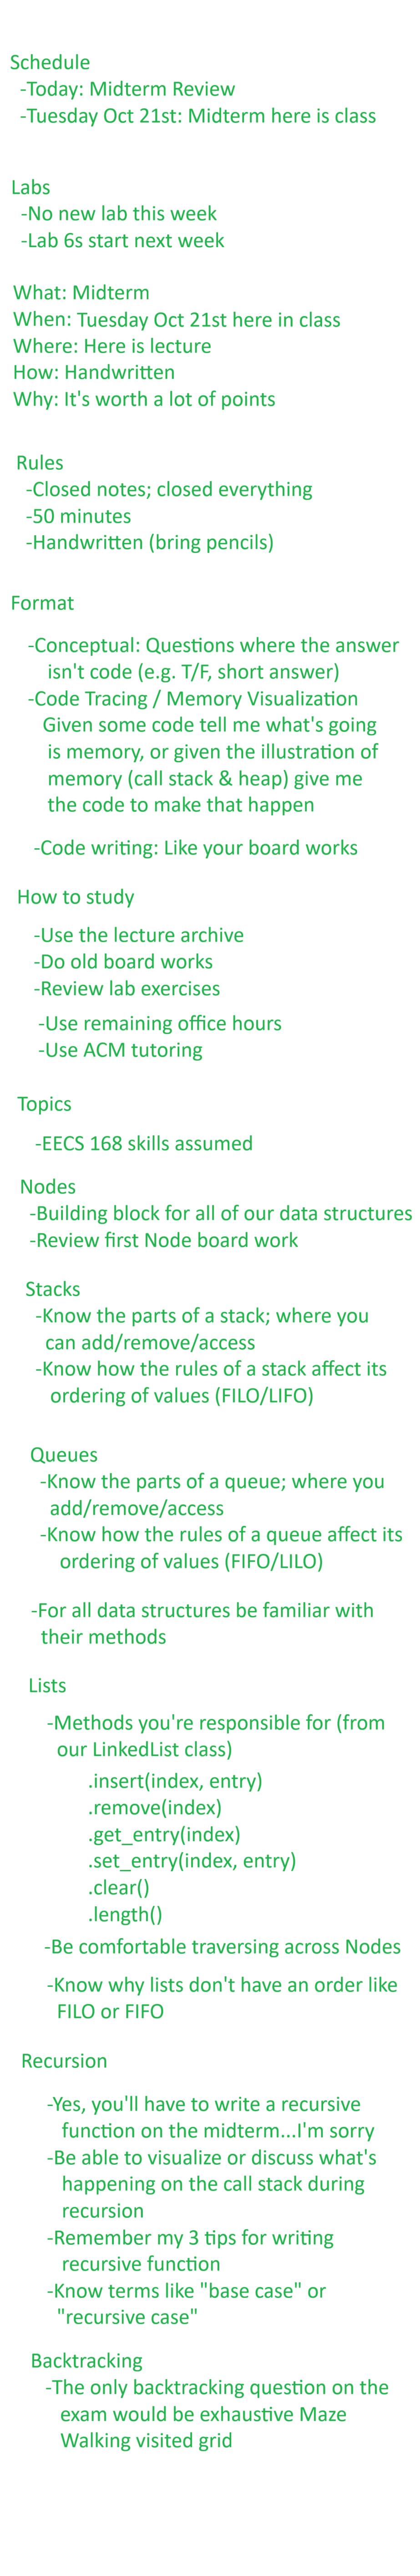 Schedule
-Today: Midterm Review
-Tuesday Oct 21st: Midterm here is class
Labs
-No new lab this week
-Lab 6s start next week
What: Midterm
When: Tuesday Oct 21st here in class
Where: Here is lecture
How: Handwritten
Why: It's worth a lot of points
Rules
-Closed notes; closed everything
-50 minutes
-Handwritten (bring pencils)
Format
-Conceptual: Questions where the answer
isn't code (e.g. T/F, short answer)
-Code Tracing / Memory Visualization
Given some code tell me what's going
is memory, or given the illustration of
memory (call stack & heap) give me
the code to make that happen
-Code writing: Like your board works
How to study
-Use the lecture archive
-Do old board works
-Review lab exercises
-Use remaining office hours
-Use ACM tutoring
Topics
-EECS 168 skills assumed
Nodes
-Building block for all of our data structures
-Review first Node board work
Stacks
-Know the parts of a stack; where you
can add/remove/access
-Know how the rules of a stack affect its
ordering of values (FILO/LIFO)
Queues
-Know the parts of a queue; where you
add/remove/access
-Know how the rules of a queue affect its
ordering of values (FIFO/LILO)
-For all data structures be familiar with
their methods
Lists
-Methods you're responsible for (from
our LinkedList class)
.insert(index, entry)
.remove(index)
.get_entry(index)
.set_entry(index, entry)
.clear()
.length()
-Be comfortable traversing across Nodes
-Know why lists don't have an order like
FILO or FIFO
Recursion
-Yes, you'll have to write a recursive
function on the midterm...I'm sorry
-Be able to visualize or discuss what's
happening on the call stack during
recursion
-Remember my 3 tips for writing
recursive function
-Know terms like "base case" or
"recursive case"
Backtracking
-The only backtracking question on the
exam would be exhaustive Maze
Walking visited grid